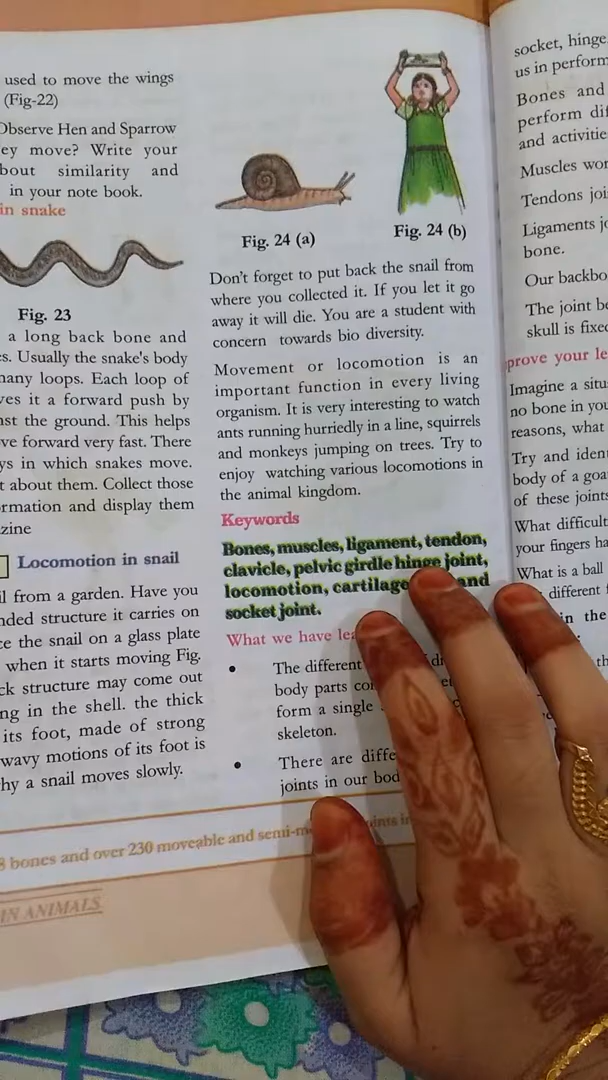 used to move the wings
(Fig-22)
Observe Hen and Sparrow
ey move? Write your
bout similarity and
in your note book.
in snake
Fig. 23
a long back bone and
es. Usually the snake's body
many loops. Each loop of
ves it a forward push by
nst the ground. This helps
ve forward very fast. There
ys in which snakes move.
t about them. Collect those
ormation and display them
zine
Locomotion in snail
il from a garden. Have you
nded structure it carries on
ce the snail on a glass plate
when it starts moving Fig.
ck structure may come out
ng in the shell. the thick
its foot, made of strong
wavy motions of its foot is
hy a snail moves slowly.
Fig. 24 (a)
Fig. 24 (b)
Don't forget to put back the snail from
where you collected it. If you let it go
away it will die. You are a student with
concern towards bio diversity.
Movement or locomotion is an
important function in every living
organism. It is very interesting to watch
ants running hurriedly in a line, squirrels
and monkeys jumping on trees. Try to
enjoy watching various locomotions in
the animal kingdom.
Keywords
Bones, muscles, ligament, tendon,
clavicle, pelvic girdle hinge joint,
locomotion, cartilage and
socket joint.
What we have lea
• The different
body parts
form a single
skeleton.
• There are diffe
joints in our bod
8 bones and over 230 moveable and semi-m ints in
IN ANIMALS
socket, hinge
us in perform
Bones and
perform dif
and activitie
Muscles wor
Tendons joi
Ligaments jo
bone.
Our backbo
The joint be
skull is fixe
prove your le
Imagine a situ
no bone in you
reasons, what
Try and iden
body of a goa
of these joints
What difficult
your fingers ha
What is a ball
different
in the